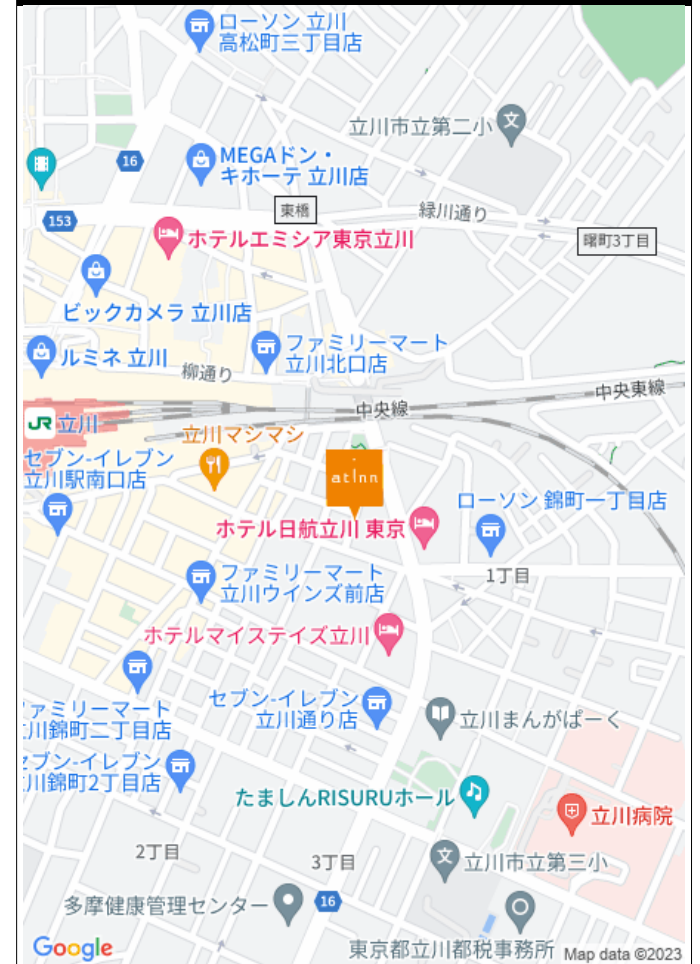 ローソン 立川
高松町三丁目店
立川市立第二小
16
MEGAドン・
キホーテ 立川店
東橋
緑川通り
153
曙町3丁目
ホテルエミシア東京立川
ビックカメラ 立川店
ファミリーマート
立川北口店
ルミネ 立川
柳通り
中央東線
中央線
JR 立川
立川マシマシ
セブン-イレブン
立川駅南口店
at inn
ローソン 錦町一丁目店
ホテル日航立川 東京
ファミリーマート
立川ウインズ前店
1丁目
ホテルマイステイズ立川
セブン-イレブン
立川通り店
ァミリーマート
川錦町二丁目店
立川まんがぱーく
ブン-イレブン
川錦町2丁目店
たましんRISURUホール
立川病院
2丁目
3丁目
立川市立第三小
多摩健康管理センター
16
Google
東京都立川都税事務所
Map data ©2023